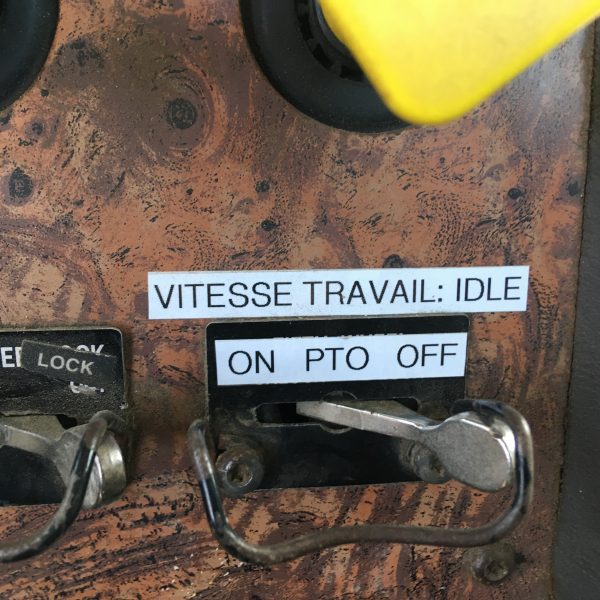 VITESSE TRAVAIL: IDLE
ON PTO OFF
LOCK